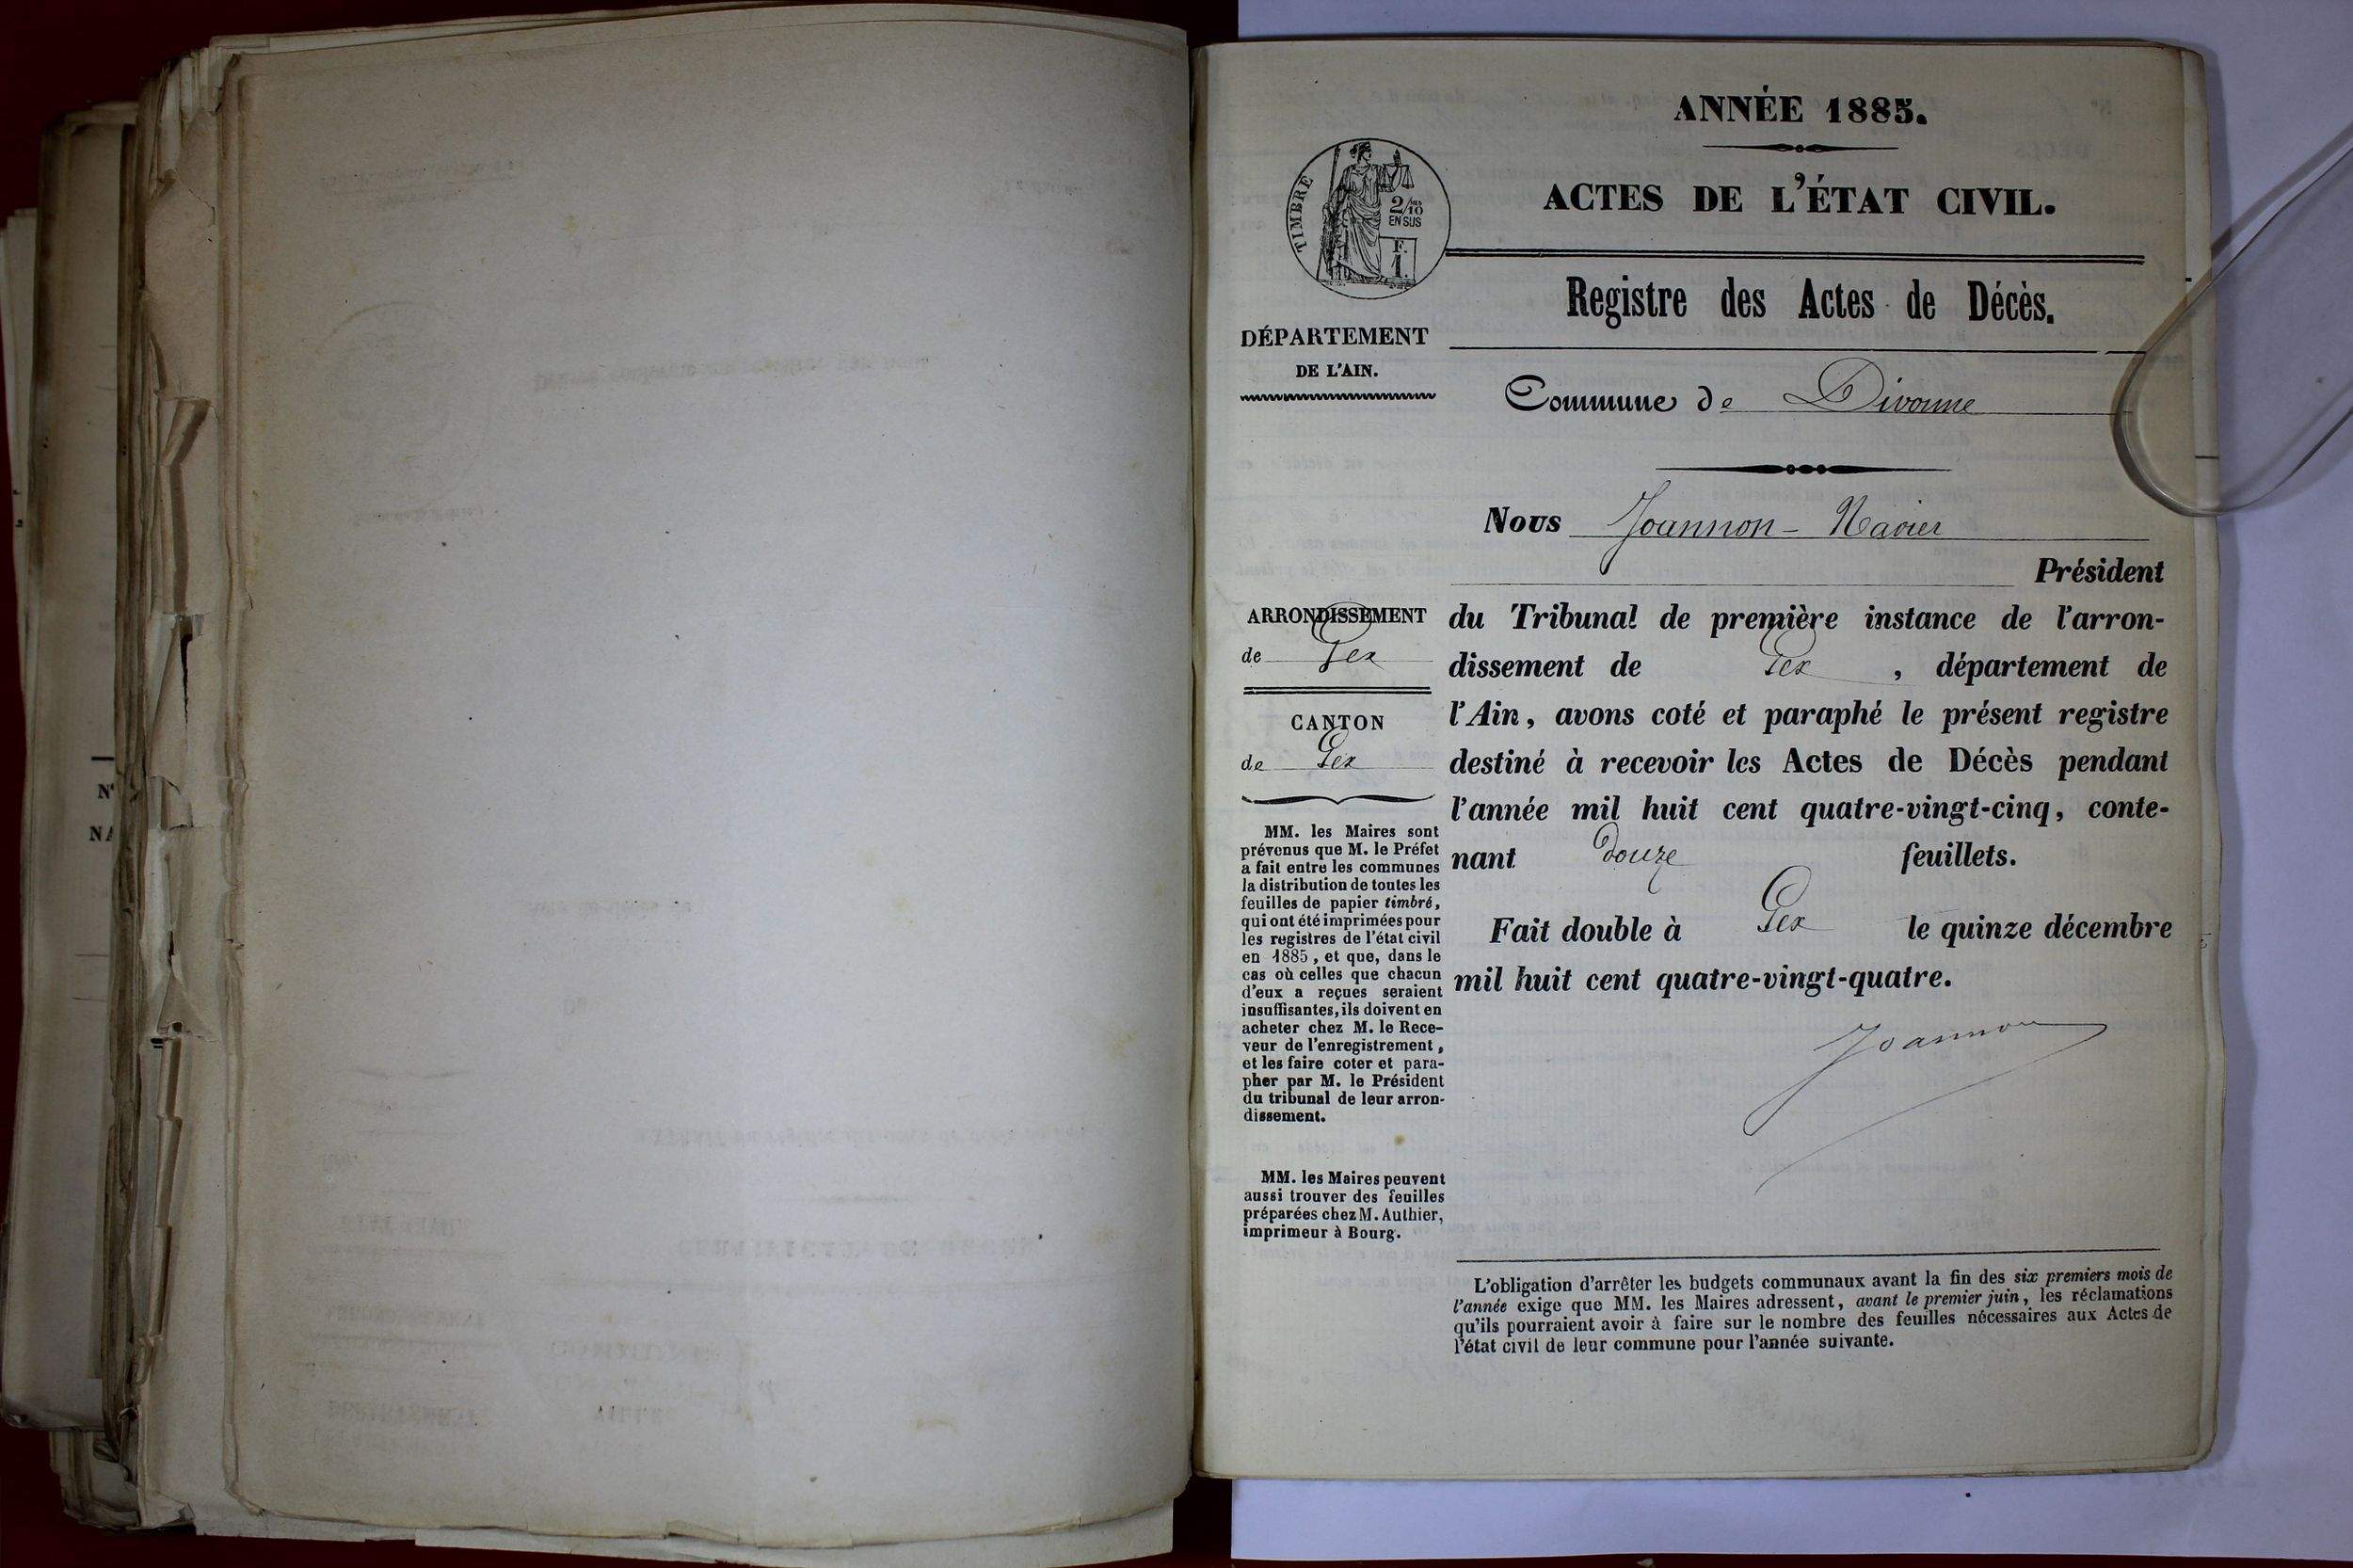 N
NA
ANNÉE 1885.
ACTES DE L'ÉTAT CIVIL.
TIMBRE
2/10
EN SUS
F.
1.
Registre des Actes de Décès.
DÉPARTEMENT
DE L'AIN.
Commune de Divonne
Nous Joannon - Navier
Président
du Tribunal de première instance de l'arron-
dissement de Gex , département de
l'Ain, avons coté et paraphé le présent registre
destiné à recevoir les Actes de Décès pendant
l'année mil huit cent quatre-vingt-cinq, conte-
nant douze feuillets.
Fait double à Gex le quinze décembre
mil huit cent quatre-vingt-quatre.
Joannon
ARRONDISSEMENT
de Gex
CANTON
de Gex
MM. les Maires sont
prévenus que M. le Préfet
a fait entre les communes
la distribution de toutes les
feuilles de papier timbré,
qui ont été imprimées pour
les registres de l'état civil
en 1885, et que, dans le
cas où celles que chacun
d'eux a reçues seraient
insuffisantes, ils doivent en
acheter chez M. le Rece-
veur de l'enregistrement,
et les faire coter et para-
pher par M. le Président
du tribunal de leur arron-
dissement.
MM. les Maires peuvent
aussi trouver des feuilles
préparées chez M. Authier,
imprimeur à Bourg.
L'obligation d'arrêter les budgets communaux avant la fin des six premiers mois de
l'année exige que MM. les Maires adressent, avant le premier juin, les réclamations
qu'ils pourraient avoir à faire sur le nombre des feuilles nécessaires aux Actes de
l'état civil de leur commune pour l'année suivante.